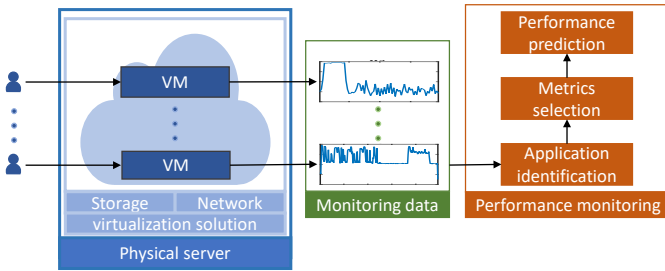 VM
VM
Storage
Network
virtualization solution
Physical server
Monitoring data
Performance
prediction
Metrics
selection
Application
identification
Performance monitoring